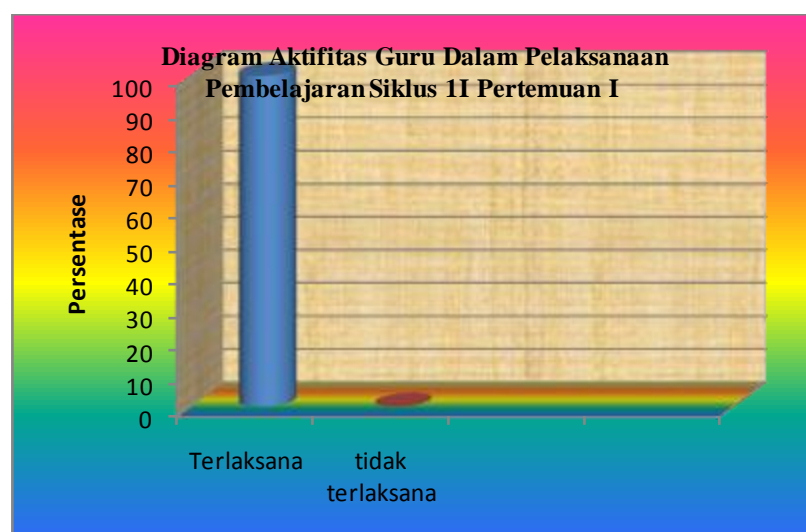 Diagram Aktifitas Guru Dalam Pelaksanaan
Pembelajaran Siklus 1I Pertemuan I
100
90
80
70
60
50
40
30
20
10
0
Persentase
Terlaksana
tidak
terlaksana